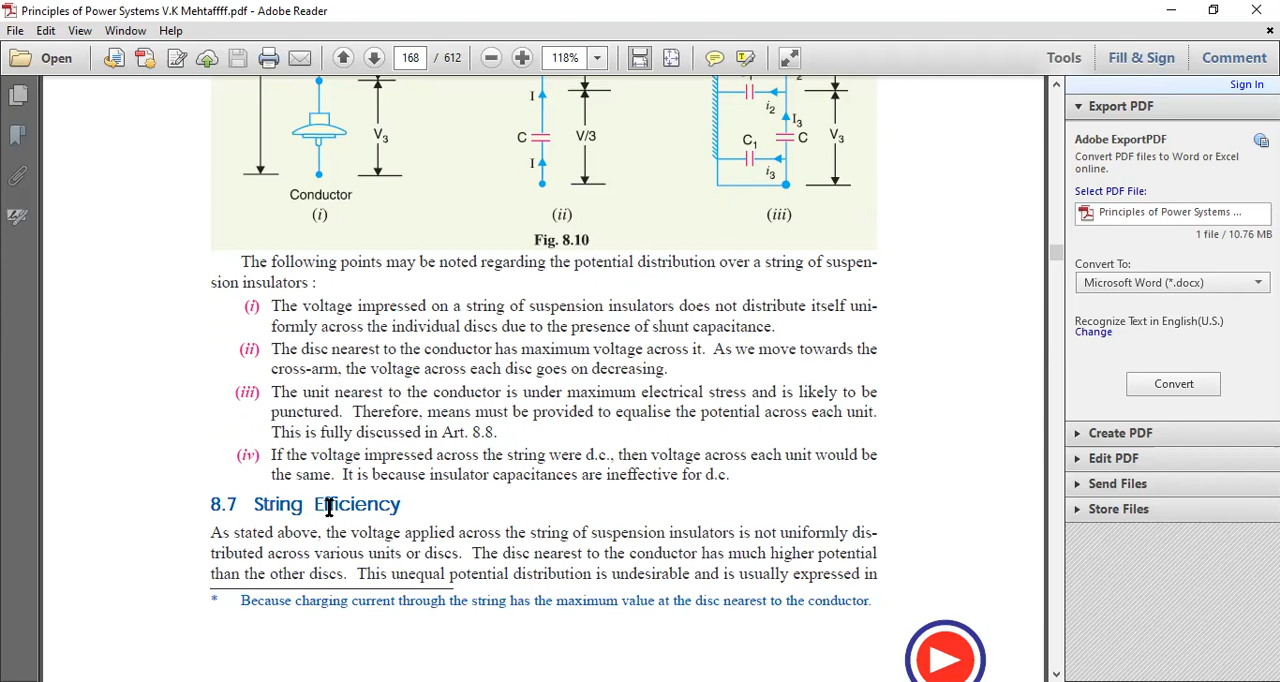 Principles of Power Systems V.K Mehtaffff.pdf - Adobe Reader
File Edit View Window Help
Open 168 / 612 118% Tools Fill & Sign Comment
Sign In
Export PDF
Adobe ExportPDF
Convert PDF files to Word or Excel
online.
Select PDF File:
Principles of Power Systems ...
1 file / 10.76 MB
Convert To:
Microsoft Word (*.docx)
Recognize Text in English(U.S.)
Change
Convert
Create PDF
Edit PDF
Send Files
Store Files
V3
Conductor
(i)
I
C
V/3
I
(ii)
i2
I3
C1
C
V3
i3
(iii)
Fig. 8.10
The following points may be noted regarding the potential distribution over a string of suspen-
sion insulators :
(i) The voltage impressed on a string of suspension insulators does not distribute itself uni-
formly across the individual discs due to the presence of shunt capacitance.
(ii) The disc nearest to the conductor has maximum voltage across it. As we move towards the
cross-arm, the voltage across each disc goes on decreasing.
(iii) The unit nearest to the conductor is under maximum electrical stress and is likely to be
punctured. Therefore, means must be provided to equalise the potential across each unit.
This is fully discussed in Art. 8.8.
(iv) If the voltage impressed across the string were d.c., then voltage across each unit would be
the same. It is because insulator capacitances are ineffective for d.c.
8.7 String Efficiency
As stated above, the voltage applied across the string of suspension insulators is not uniformly dis-
tributed across various units or discs. The disc nearest to the conductor has much higher potential
than the other discs. This unequal potential distribution is undesirable and is usually expressed in
* Because charging current through the string has the maximum value at the disc nearest to the conductor.